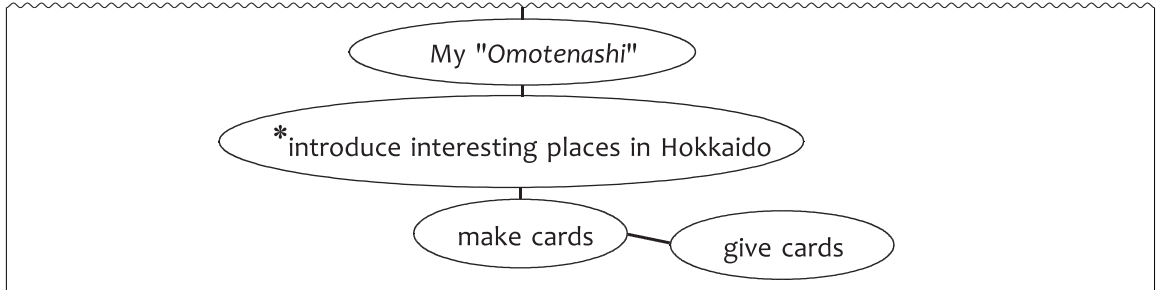 My "Omotenashi"
*introduce interesting places in Hokkaido
make cards
give cards